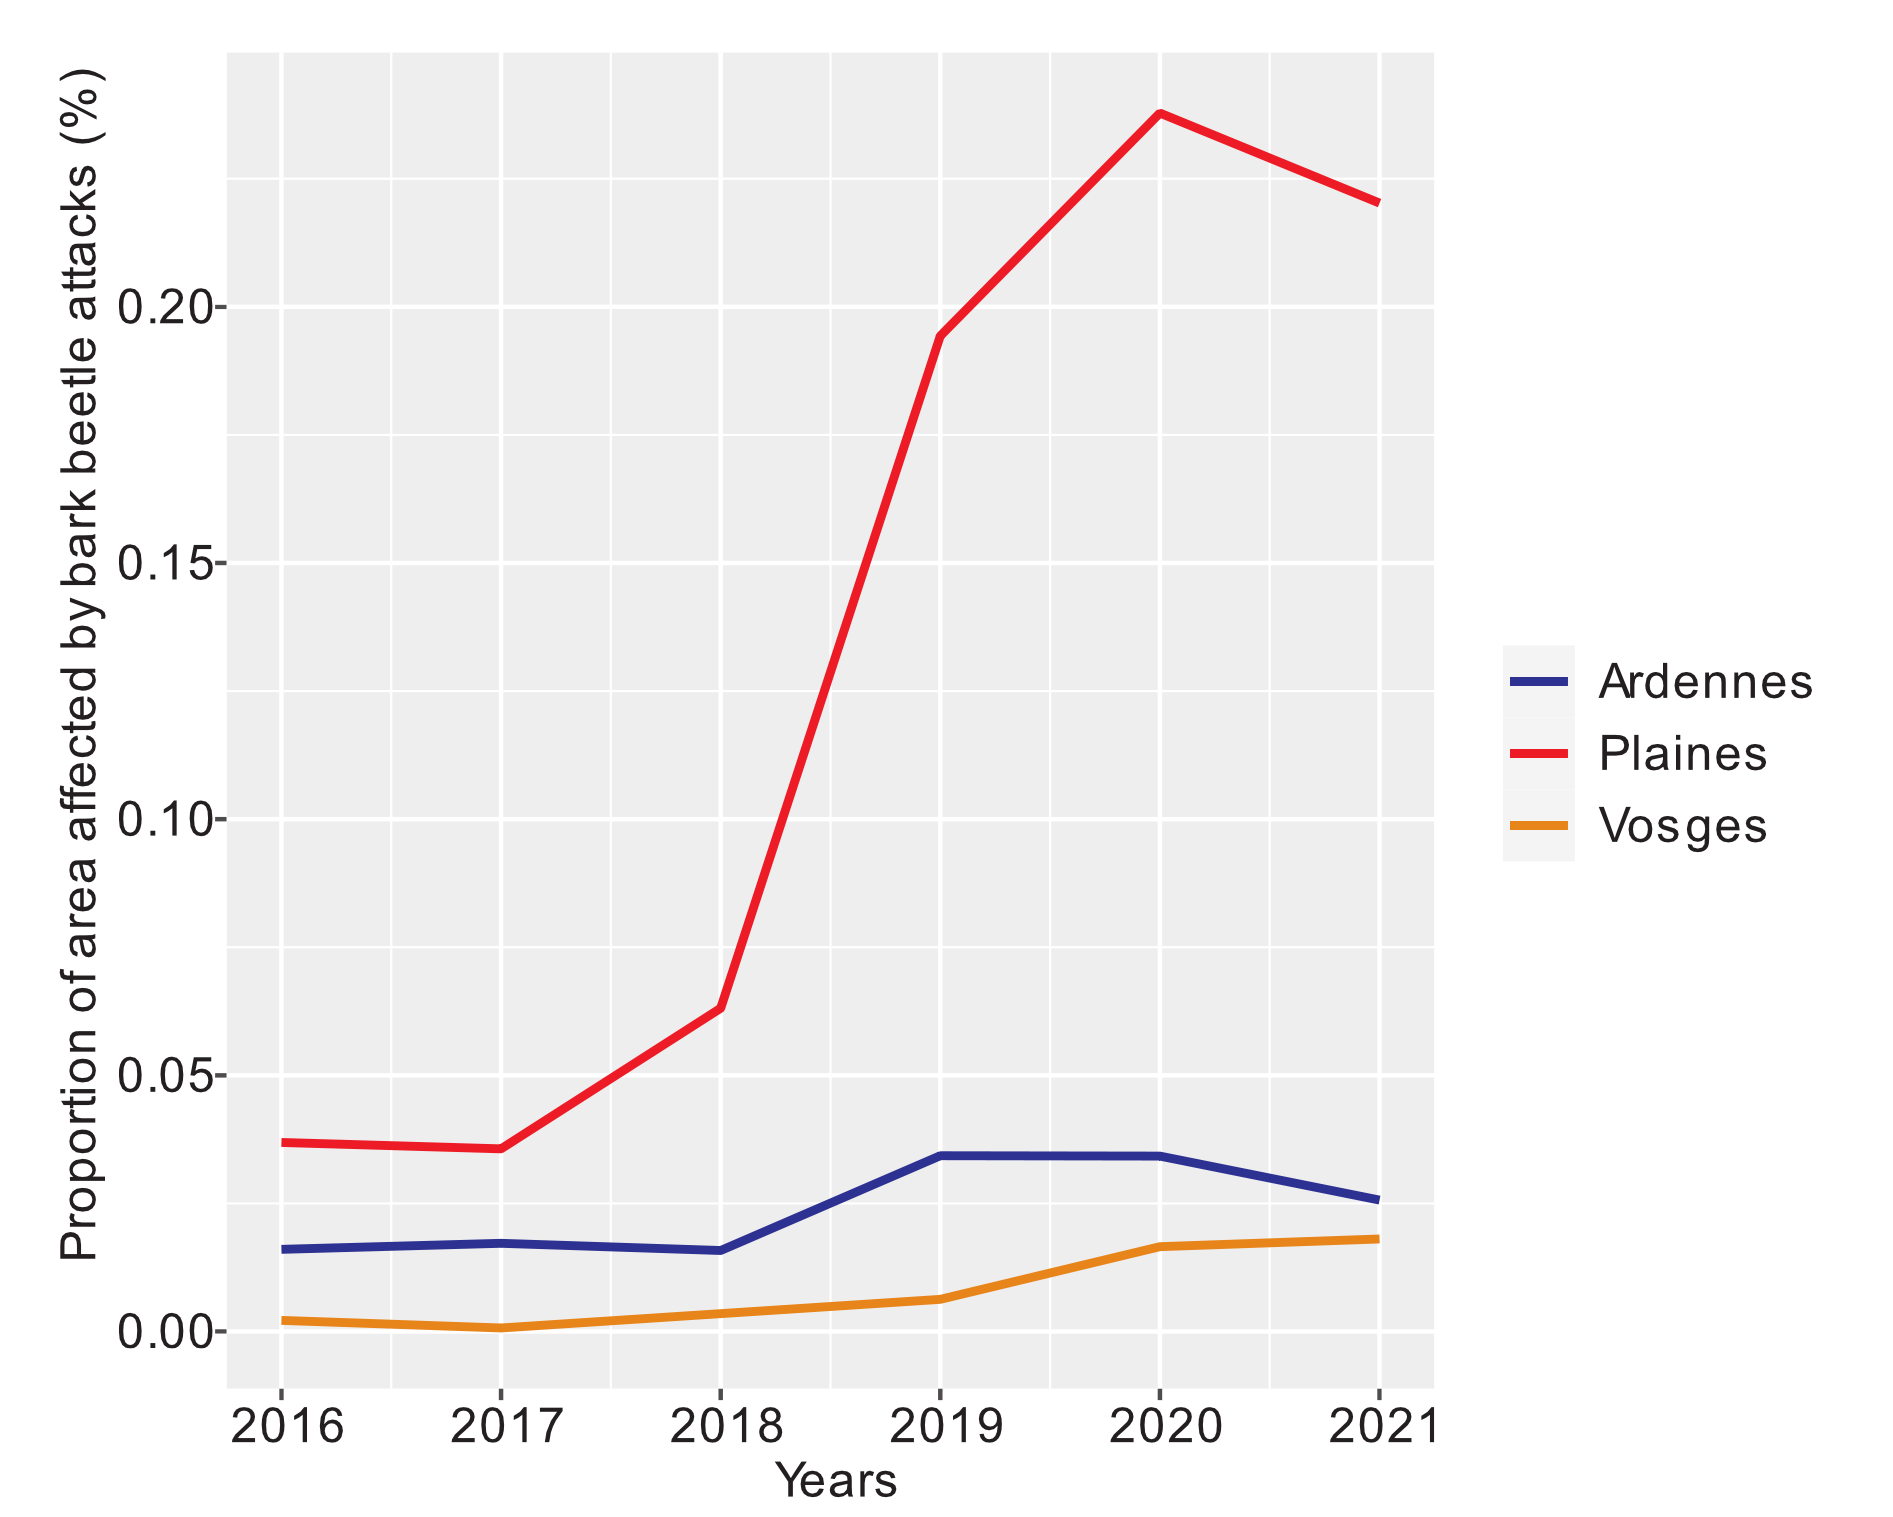 Proportion of area affected by bark beetle attacks (%)
0.20
0.15
0.10
0.05
0.00
2016 2017 2018 2019 2020 2021
Years
Ardennes
Plaines
Vosges